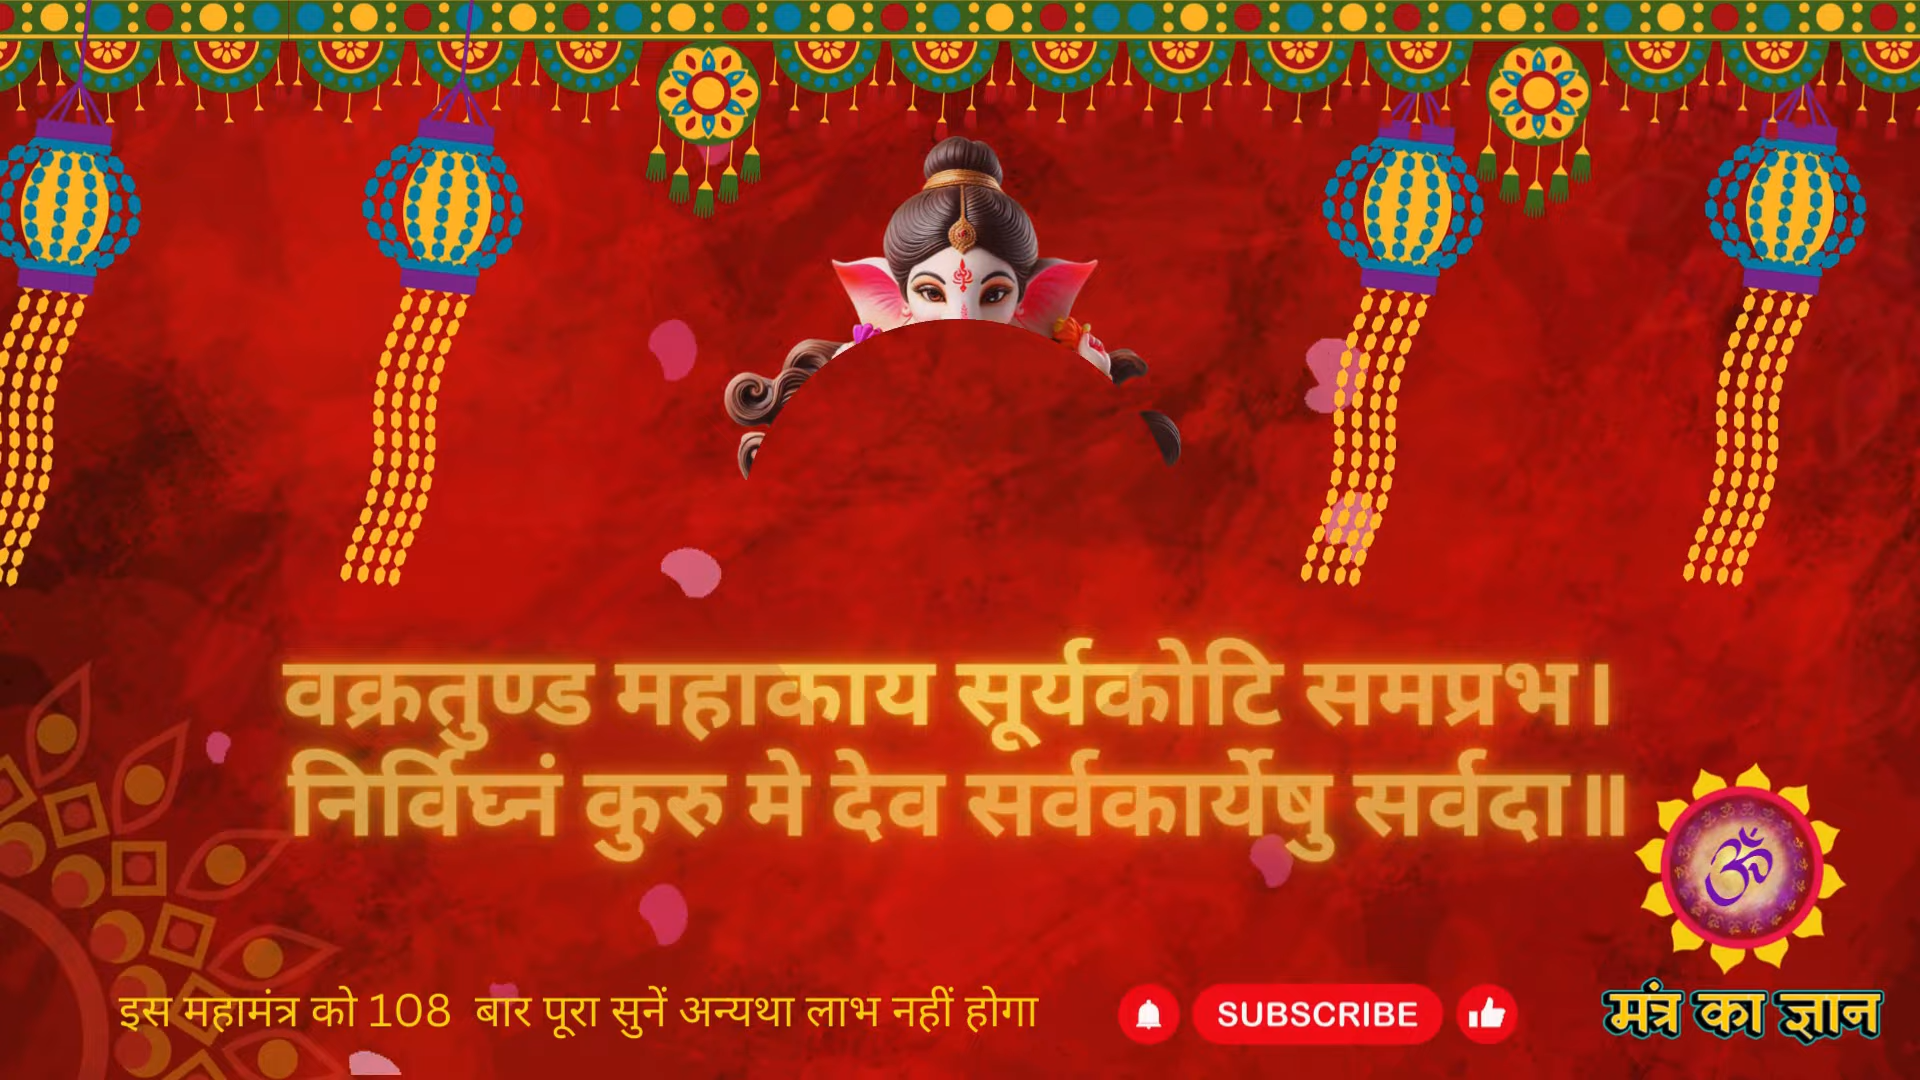 वक्रतुण्ड महाकाय सूर्यकोटि समप्रभ।
निर्विघ्नं कुरु मे देव सर्वकार्येषु सर्वदा॥
ॐ
इस महामंत्र को 108 बार पूरा सुनें अन्यथा लाभ नहीं होगा
SUBSCRIBE
मंत्र का ज्ञान